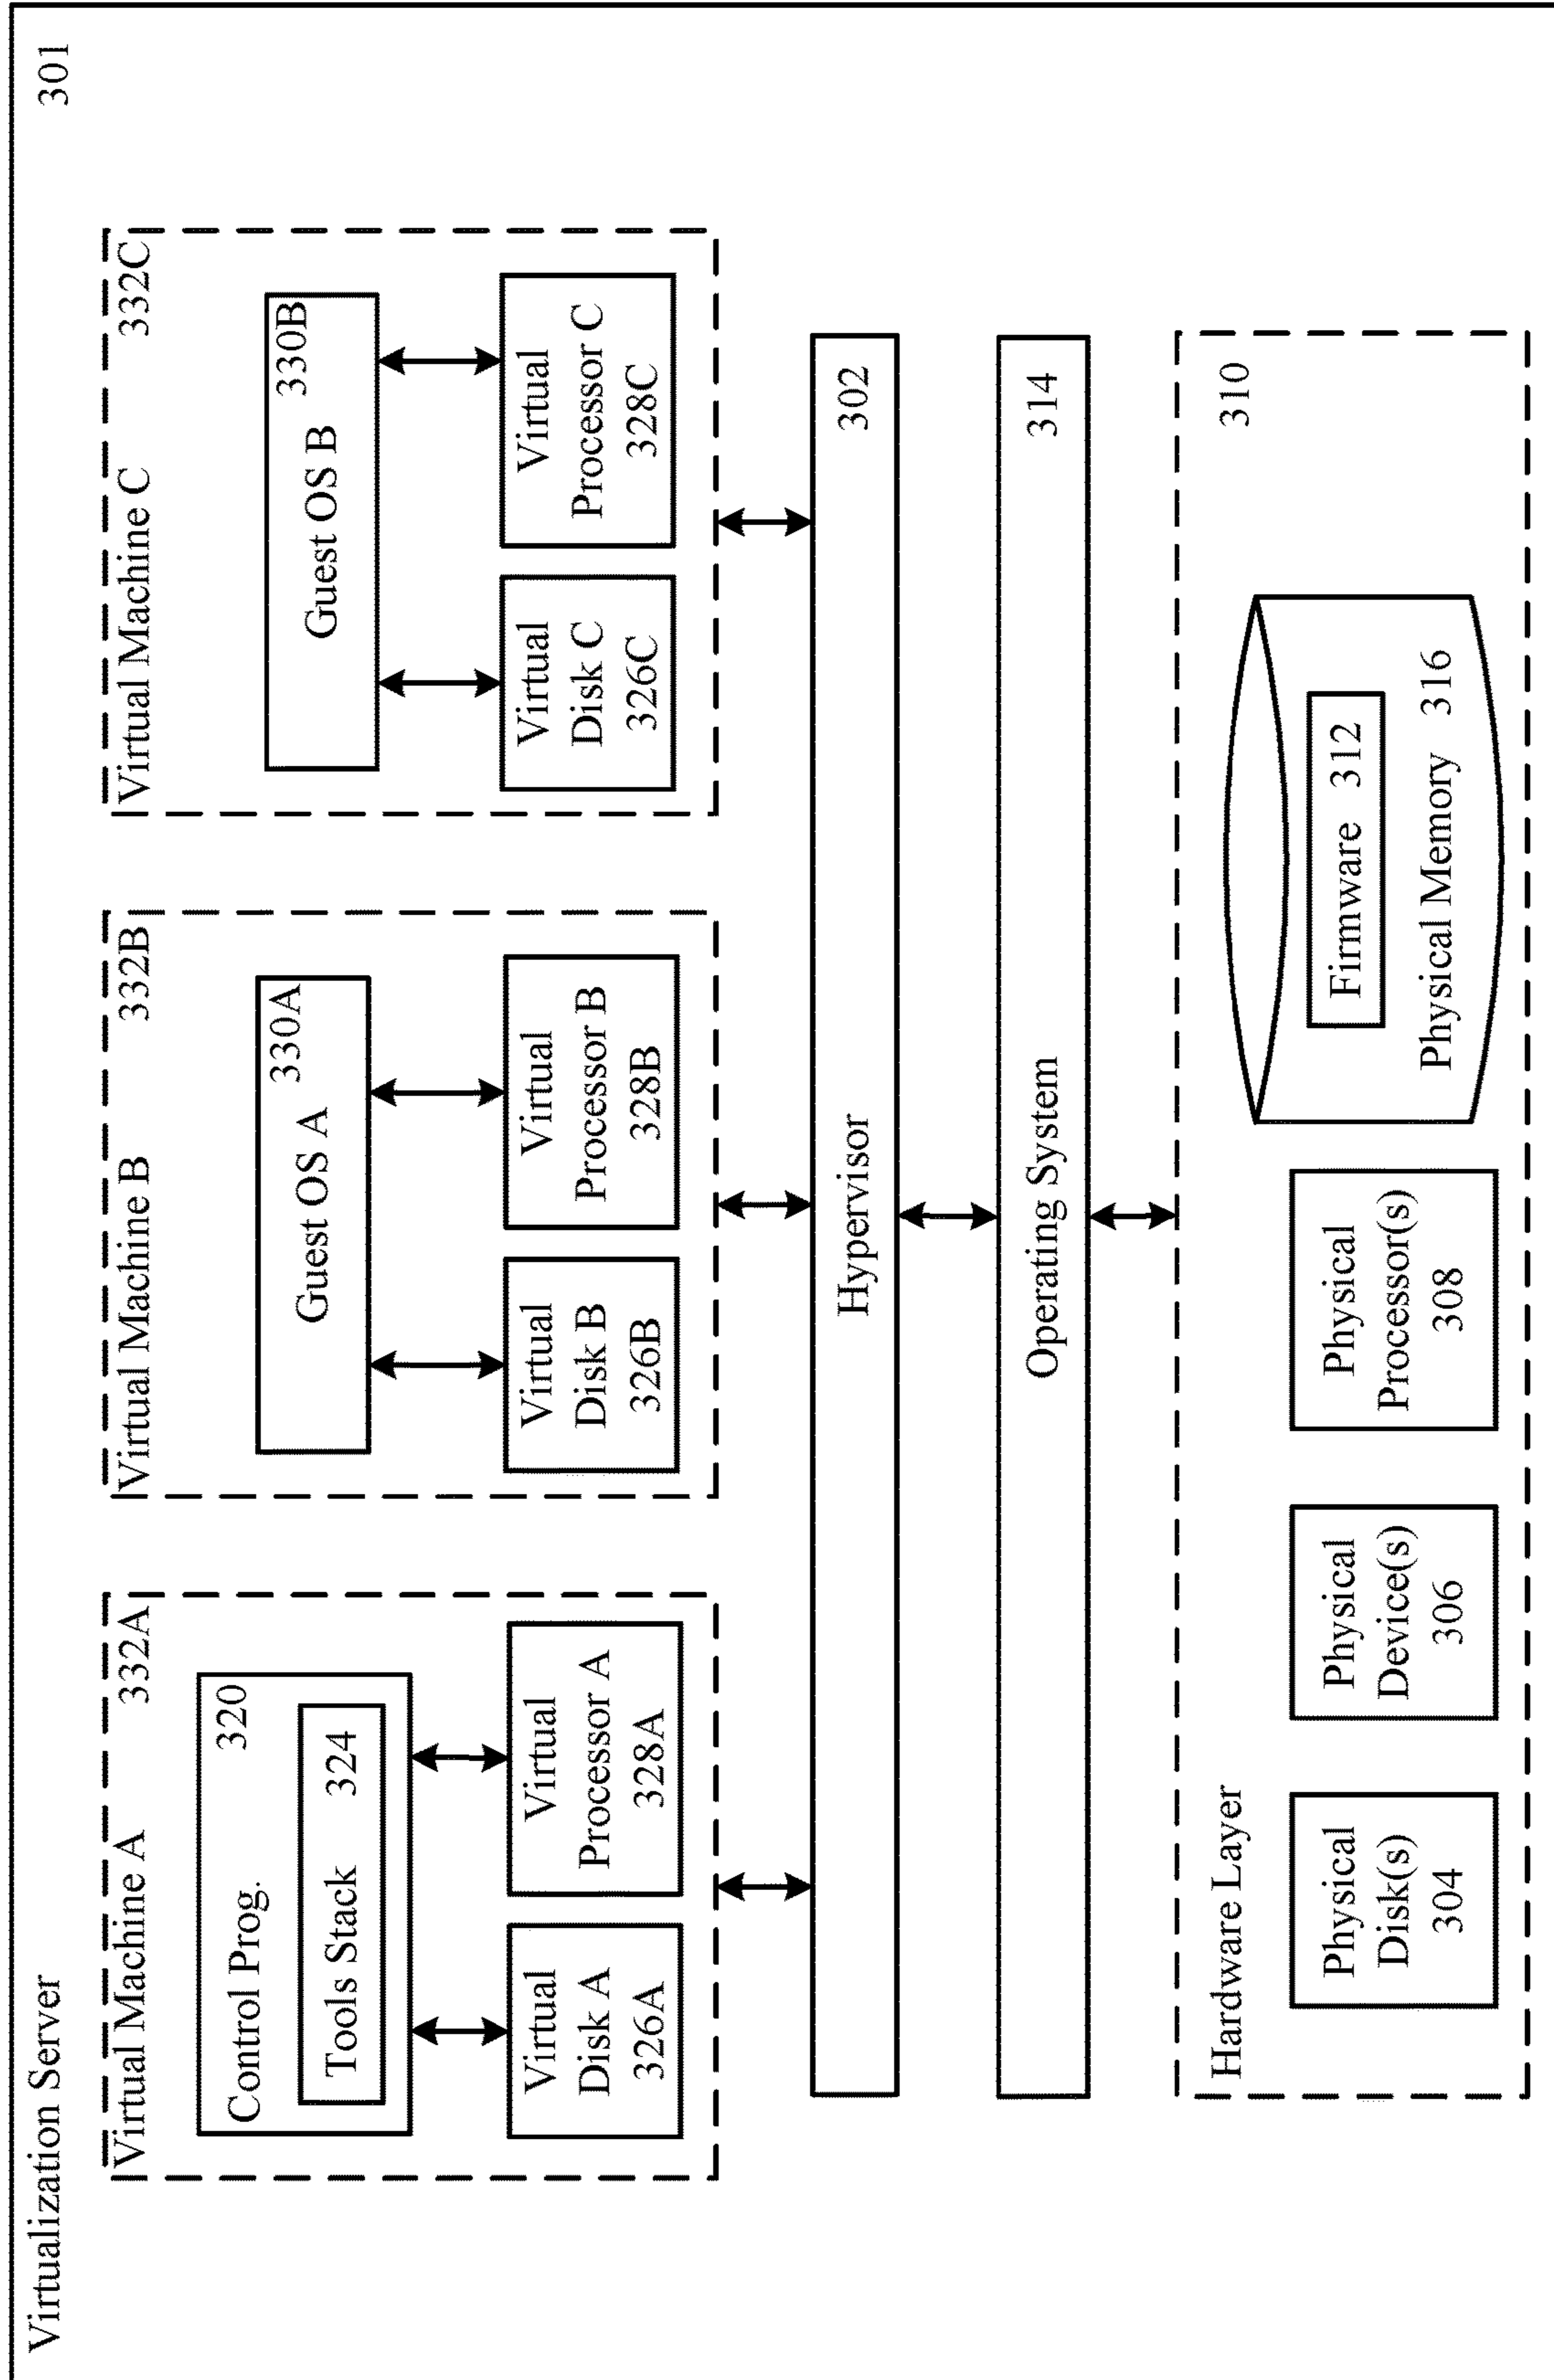 Virtualization Server
301
Virtual Machine A
332A
Control Prog.
320
Tools Stack
324
Virtual
Disk A
326A
Virtual
Processor A
328A
Virtual Machine B
332B
Guest OS A
330A
Virtual
Disk B
326B
Virtual
Processor B
328B
Virtual Machine C
332C
Guest OS B
330B
Virtual
Disk C
326C
Virtual
Processor C
328C
Hypervisor
302
Operating System
314
Hardware Layer
310
Physical
Disk(s)
304
Physical
Device(s)
306
Physical
Processor(s)
308
Firmware 312
Physical Memory 316